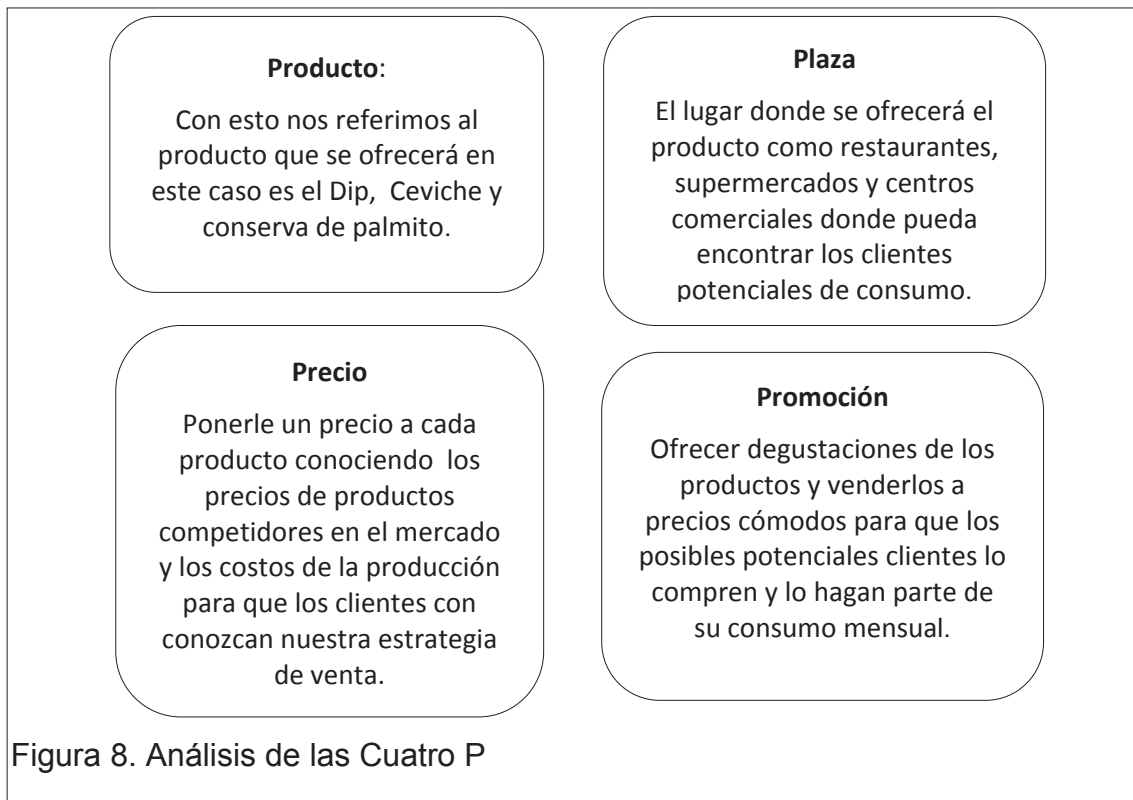 Producto:
Con esto nos referimos al
producto que se ofrecerá en
este caso es el Dip, Ceviche y
conserva de palmito.
Plaza
El lugar donde se ofrecerá el
producto como restaurantes,
supermercados y centros
comerciales donde pueda
encontrar los clientes
potenciales de consumo.
Precio
Ponerle un precio a cada
producto conociendo los
precios de productos
competidores en el mercado
y los costos de la producción
para que los clientes con
conozcan nuestra estrategia
de venta.
Promoción
Ofrecer degustaciones de los
productos y venderlos a
precios cómodos para que los
posibles potenciales clientes lo
compren y lo hagan parte de
su consumo mensual.
Figura 8. Análisis de las Cuatro P